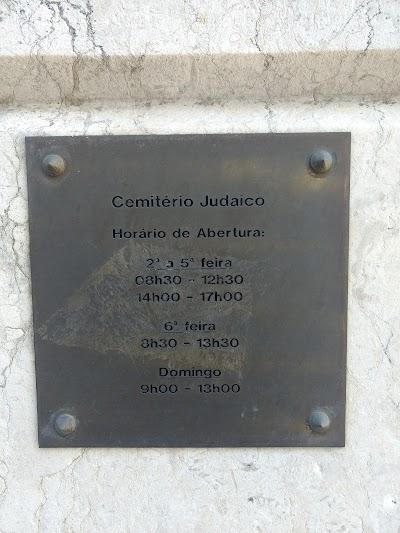 Cemitério Judaico
Horário de Abertura:
2ª a 5ª feira
08h30 - 12h30
14h00 - 17h00
6ª feira
8h30 - 13h30
Domingo
9h00 - 13h00